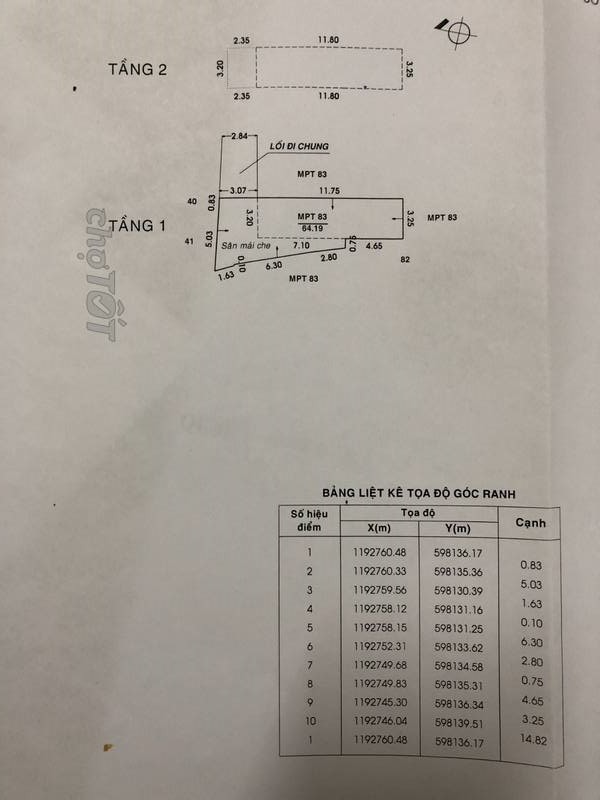 TẦNG 2
2.35 11.80
3.20 3.25
2.35 11.80
2.84
LỐI ĐI CHUNG
MPT 83
40 0.83 3.07 11.75
TẦNG 1
MPT 83
64.19
3.20 3.25 MPT 83
41 5.03
Sân mái che 7.10 0.75 4.65
82
1.63 0.10 6.30 2.80
MPT 83
chợTỐT
BẢNG LIỆT KÊ TỌA ĐỘ GÓC RANH
Số hiệu điểm Tọa độ Cạnh
X(m) Y(m)
1 1192760.48 598136.17
0.83
2 1192760.33 598135.36
5.03
3 1192759.56 598130.39
1.63
4 1192758.12 598131.16
0.10
5 1192758.15 598131.25
6.30
6 1192752.31 598133.62
2.80
7 1192749.68 598134.58
0.75
8 1192749.83 598135.31
4.65
9 1192745.30 598136.34
3.25
10 1192746.04 598139.51
14.82
1 1192760.48 598136.17